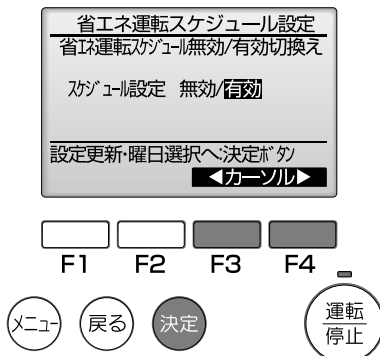 省エネ運転スケジュール設定
省エネ運転スケジュール無効/有効切換え
スケジュール設定 無効/有効
設定更新・曜日選択へ:決定ボタン
◀カーソル▶
F1 F2 F3 F4
メニュー 戻る 決定 運転
停止